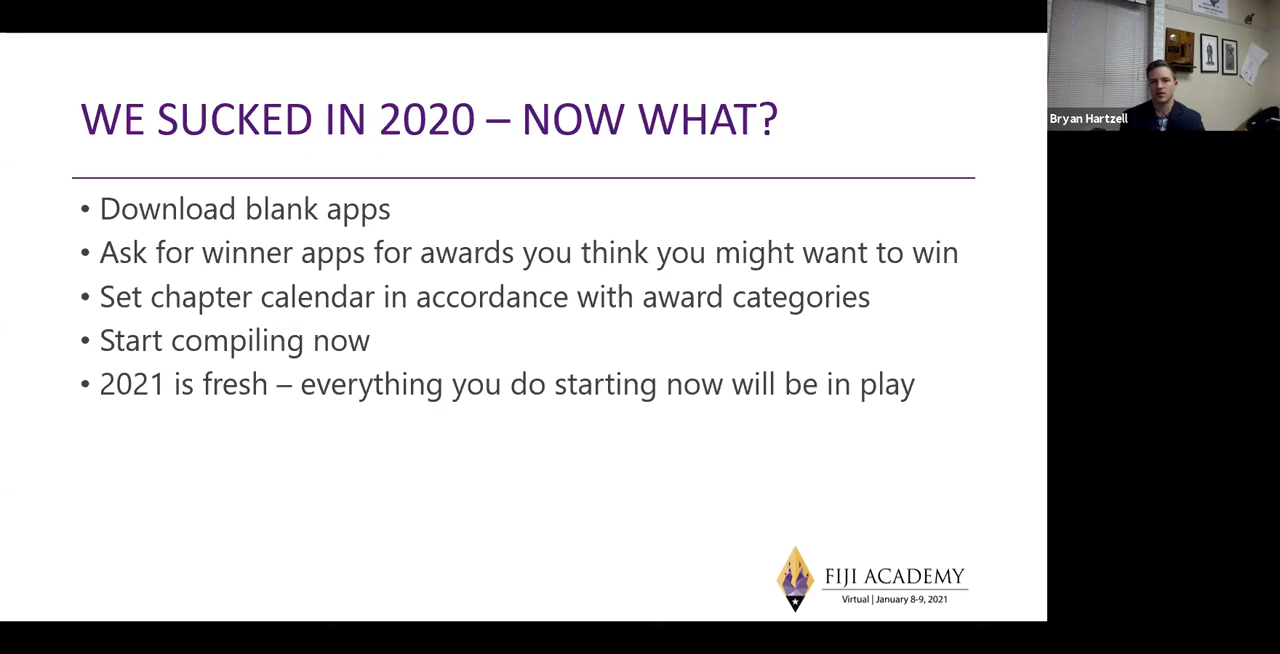 WE SUCKED IN 2020 – NOW WHAT?
• Download blank apps
• Ask for winner apps for awards you think you might want to win
• Set chapter calendar in accordance with award categories
• Start compiling now
• 2021 is fresh – everything you do starting now will be in play
FIJI ACADEMY
Virtual | January 8-9, 2021
Bryan Hartzell